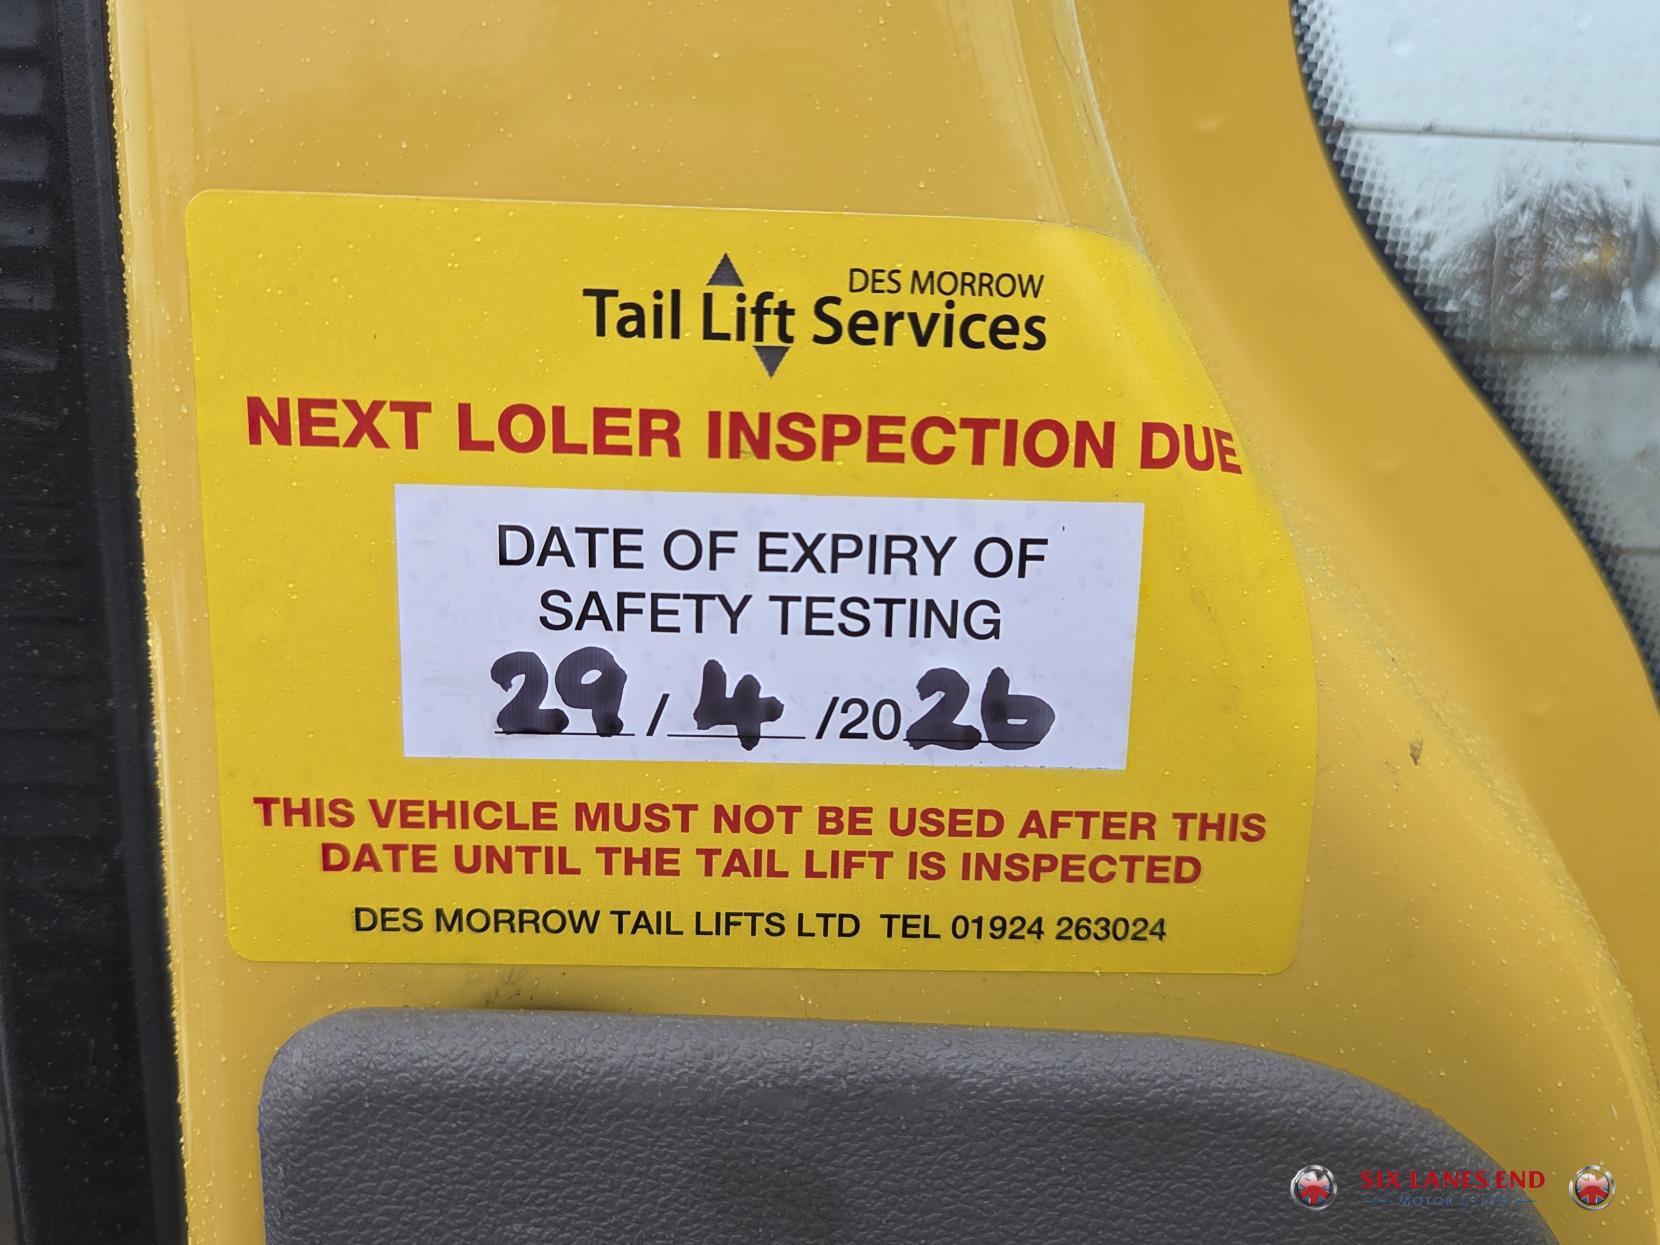 DES MORROW
Tail Lift Services
NEXT LOLER INSPECTION DUE
DATE OF EXPIRY OF
SAFETY TESTING
29/4/2026
THIS VEHICLE MUST NOT BE USED AFTER THIS
DATE UNTIL THE TAIL LIFT IS INSPECTED
DES MORROW TAIL LIFTS LTD TEL 01924 263024
SIX LANES END
MOTOR